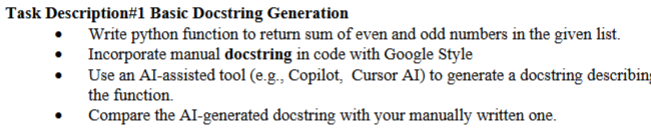 Task Description#1 Basic Docstring Generation
• Write python function to return sum of even and odd numbers in the given list.
• Incorporate manual docstring in code with Google Style
• Use an AI-assisted tool (e.g., Copilot, Cursor AI) to generate a docstring describing
the function.
• Compare the AI-generated docstring with your manually written one.